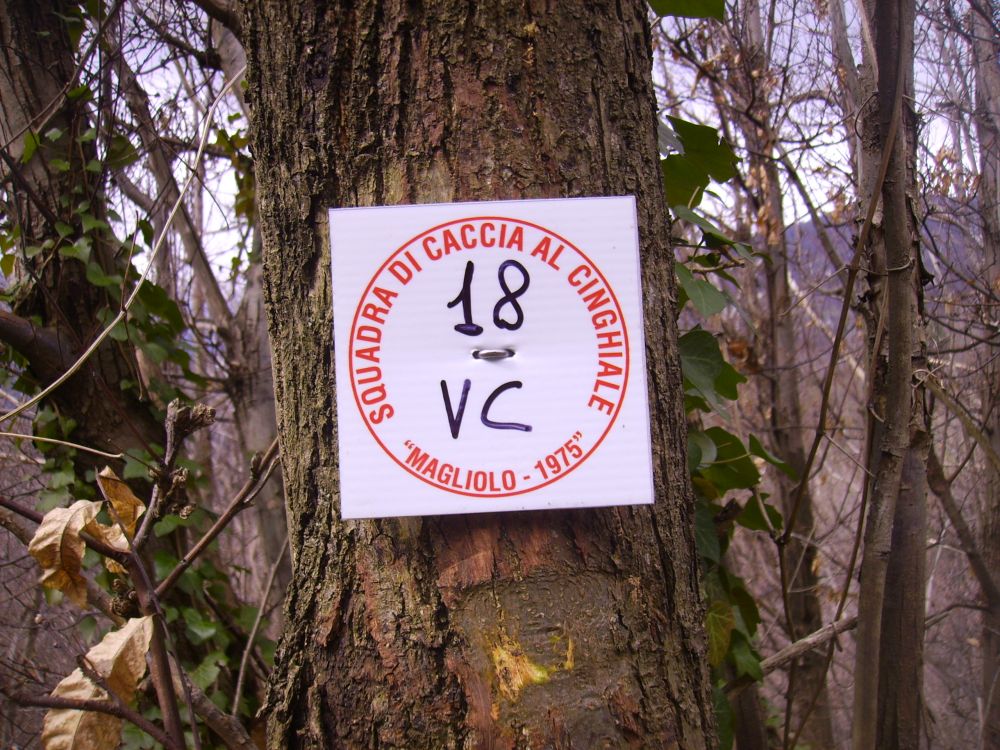 SQUADRA DI CACCIA AL CINGHIALE
18
VC
"MAGLIOLO - 1975"